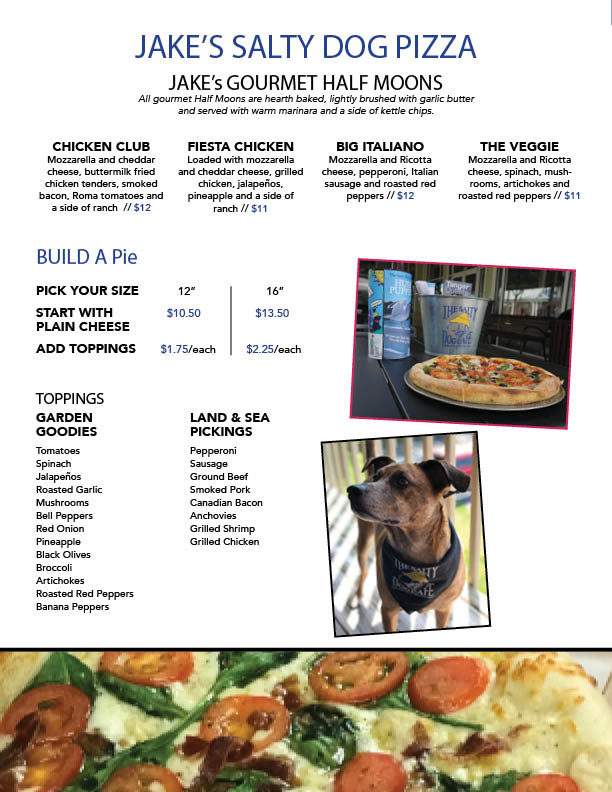 JAKE'S SALTY DOG PIZZA
JAKE's GOURMET HALF MOONS
All gourmet Half Moons are hearth baked, lightly brushed with garlic butter
and served with warm marinara and a side of kettle chips.
CHICKEN CLUB
Mozzarella and cheddar
cheese, buttermilk fried
chicken tenders, smoked
bacon, Roma tomatoes and
a side of ranch // $12
FIESTA CHICKEN
Loaded with mozzarella
and cheddar cheese, grilled
chicken, jalapeños,
pineapple and a side of
ranch // $11
BIG ITALIANO
Mozzarella and Ricotta
cheese, pepperoni, Italian
sausage and roasted red
peppers // $12
THE VEGGIE
Mozzarella and Ricotta
cheese, spinach, mush-
rooms, artichokes and
roasted red peppers // $11
BUILD A Pie
PICK YOUR SIZE 12" 16"
START WITH
PLAIN CHEESE $10.50 $13.50
ADD TOPPINGS $1.75/each $2.25/each
TOPPINGS
GARDEN
GOODIES
Tomatoes
Spinach
Jalapeños
Roasted Garlic
Mushrooms
Bell Peppers
Red Onion
Pineapple
Black Olives
Broccoli
Artichokes
Roasted Red Peppers
Banana Peppers
LAND & SEA
PICKINGS
Pepperoni
Sausage
Ground Beef
Smoked Pork
Canadian Bacon
Anchovies
Grilled Shrimp
Grilled Chicken
Tanger
THE SALTY
DOG CAFE
THE SALTY
DOG CAFE